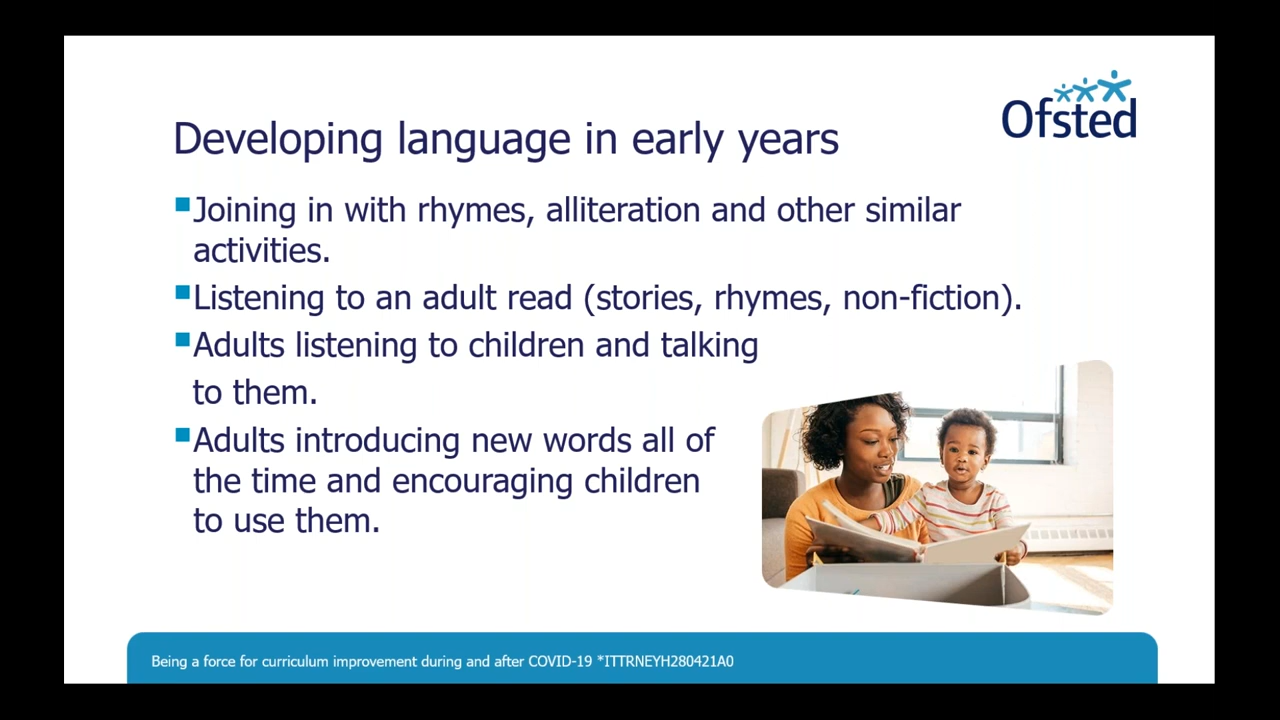 Ofsted
Developing language in early years
Joining in with rhymes, alliteration and other similar
activities.
Listening to an adult read (stories, rhymes, non-fiction).
Adults listening to children and talking
to them.
Adults introducing new words all of
the time and encouraging children
to use them.
Being a force for curriculum improvement during and after COVID-19 *ITTRNEYH280421A0